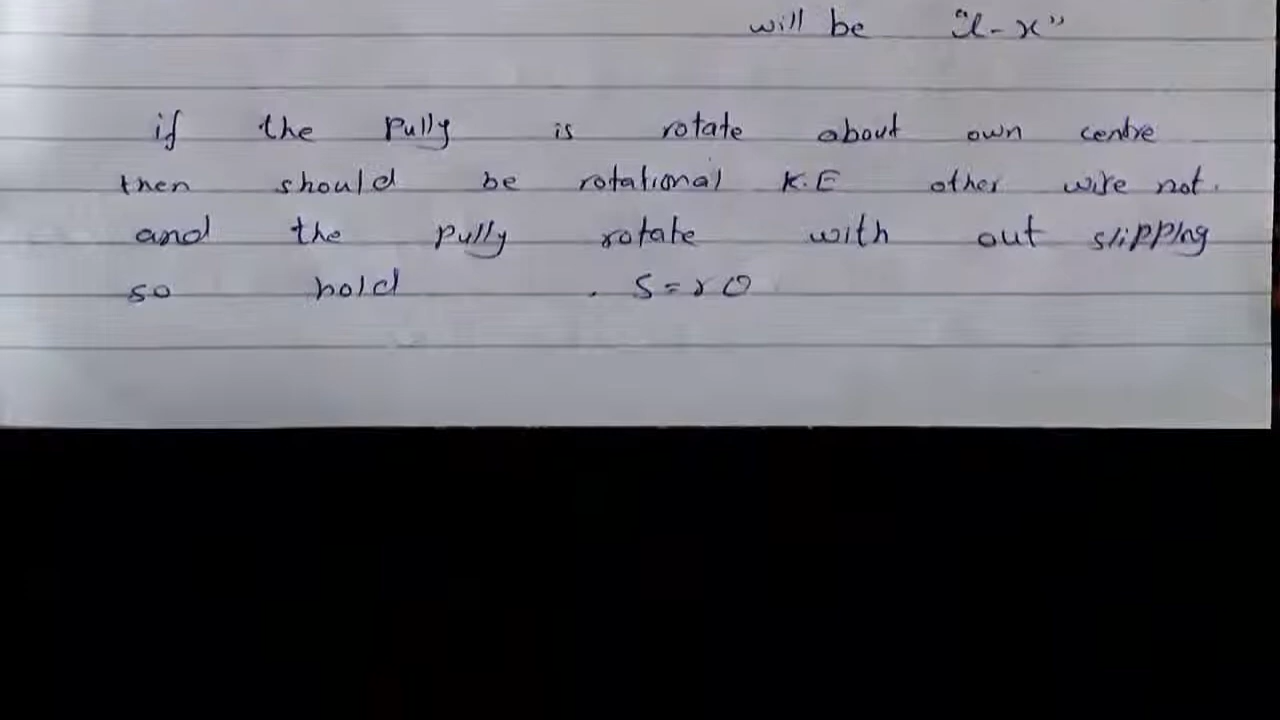 will be "l-x"
if the pully is rotate about own centre
then should be rotational K.E other wise not.
and the pully rotate with out slipping
so hold . S=rθ